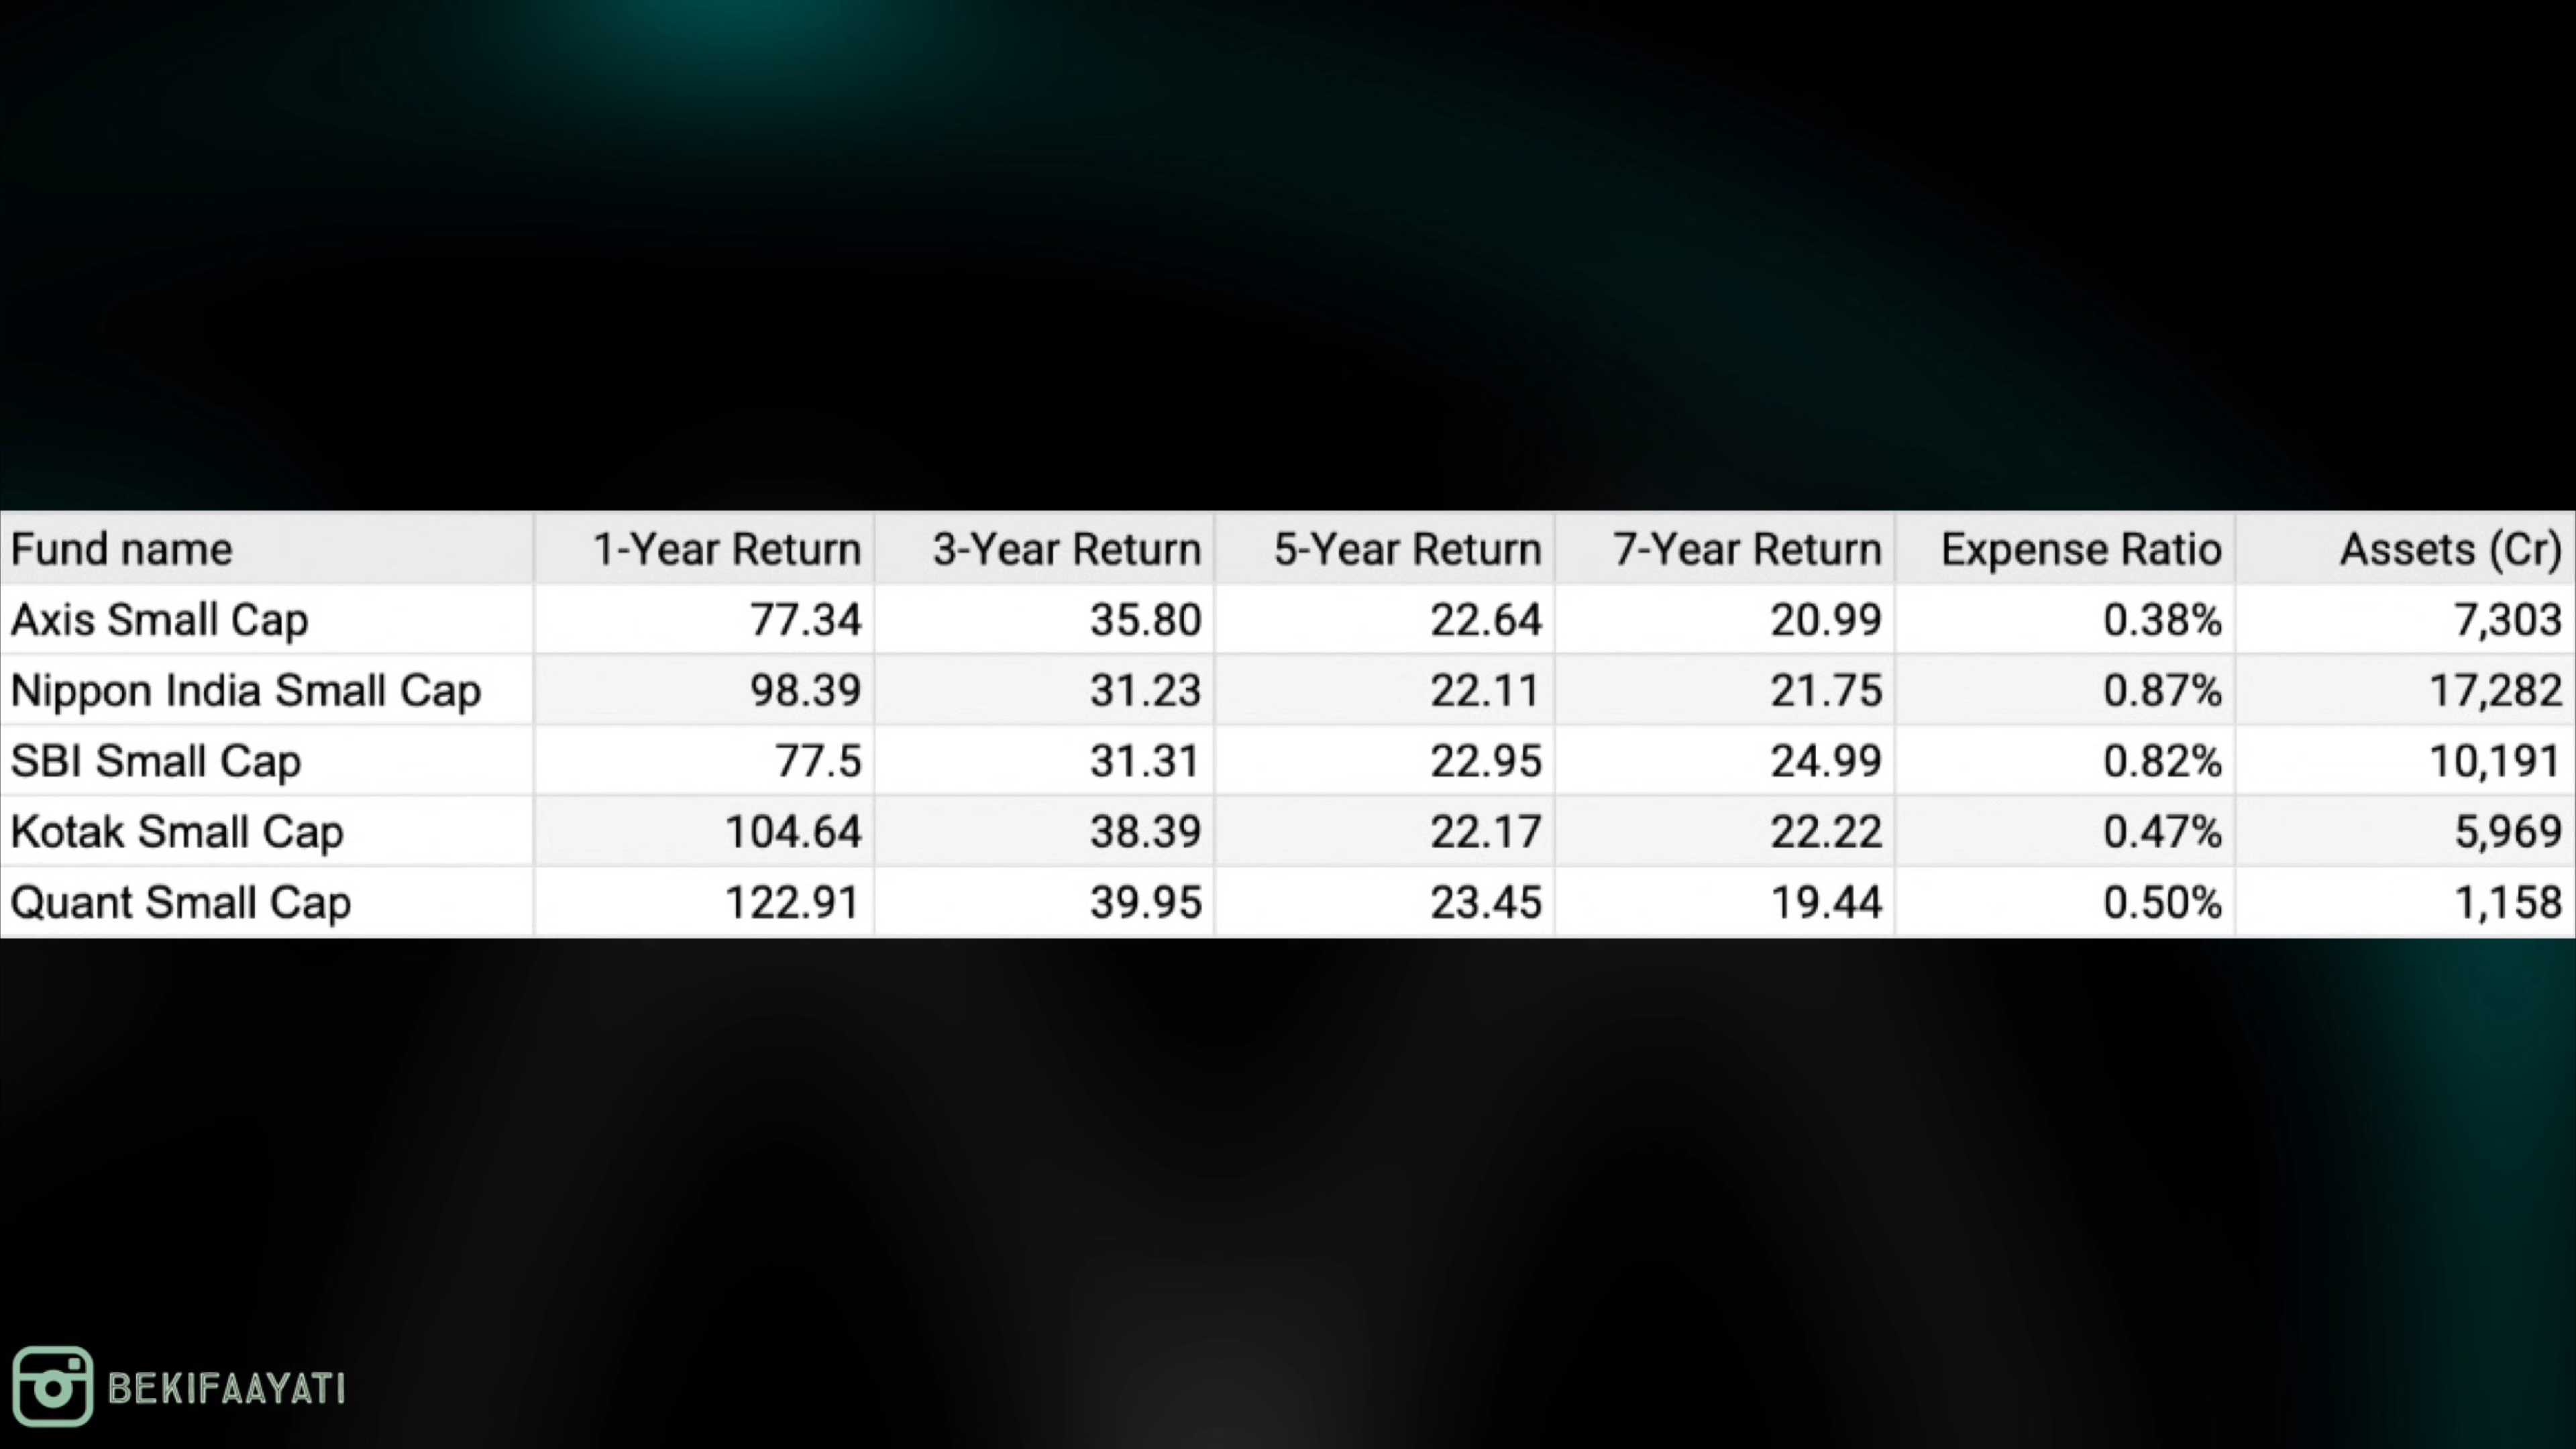 Fund name 1-Year Return 3-Year Return 5-Year Return 7-Year Return Expense Ratio Assets (Cr)
Axis Small Cap 77.34 35.80 22.64 20.99 0.38% 7,303
Nippon India Small Cap 98.39 31.23 22.11 21.75 0.87% 17,282
SBI Small Cap 77.5 31.31 22.95 24.99 0.82% 10,191
Kotak Small Cap 104.64 38.39 22.17 22.22 0.47% 5,969
Quant Small Cap 122.91 39.95 23.45 19.44 0.50% 1,158
BEKIFAAYATI